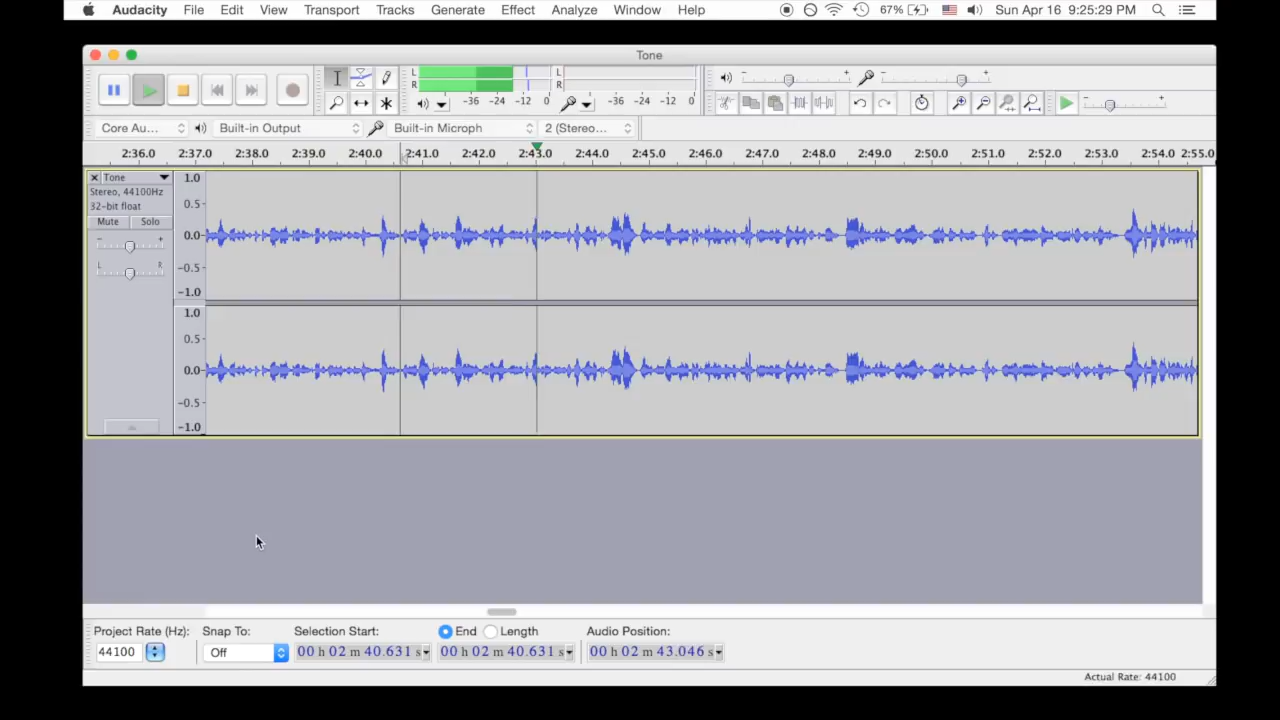 Audacity File Edit View Transport Tracks Generate Effect Analyze Window Help 67% Sun Apr 16 9:25:29 PM
Tone
L R -36 -24 -12 0 L R -36 -24 -12 0
Core Au... Built-in Output Built-in Microph 2 (Stereo...
2:36.0 2:37.0 2:38.0 2:39.0 2:40.0 2:41.0 2:42.0 2:43.0 2:44.0 2:45.0 2:46.0 2:47.0 2:48.0 2:49.0 2:50.0 2:51.0 2:52.0 2:53.0 2:54.0 2:55.0
Tone
Stereo, 44100Hz
32-bit float
Mute Solo
- +
L R
1.0
0.5
0.0
-0.5
-1.0
1.0
0.5
0.0
-0.5
-1.0
Project Rate (Hz): Snap To: Selection Start: End Length Audio Position:
44100 Off 00 h 02 m 40.631 s 00 h 02 m 40.631 s 00 h 02 m 43.046 s
Actual Rate: 44100